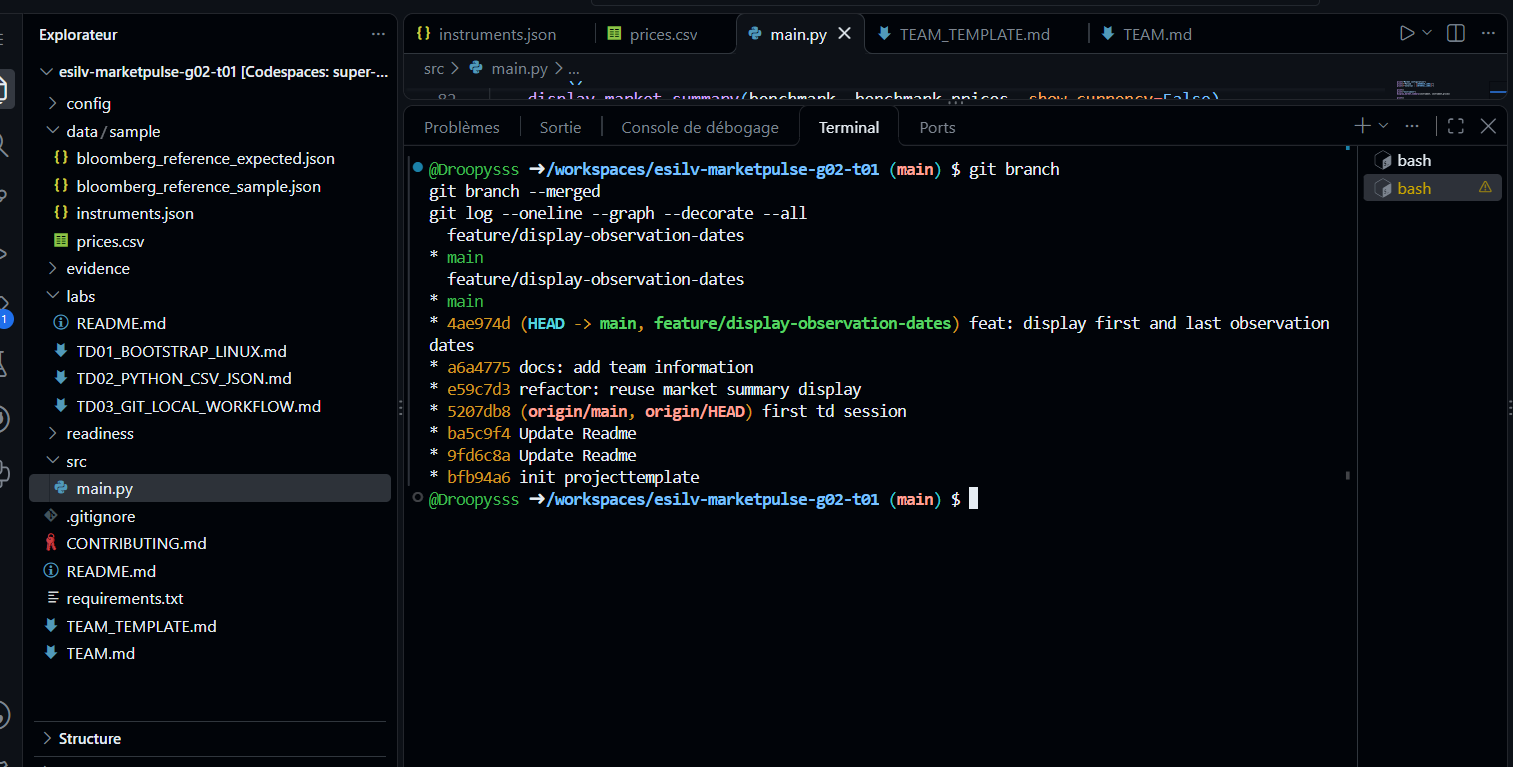 Explorateur
esilv-marketpulse-g02-t01 [Codespaces: super-...
config
data / sample
bloomberg_reference_expected.json
bloomberg_reference_sample.json
instruments.json
prices.csv
evidence
labs
README.md
TD01_BOOTSTRAP_LINUX.md
TD02_PYTHON_CSV_JSON.md
TD03_GIT_LOCAL_WORKFLOW.md
readiness
src
main.py
.gitignore
CONTRIBUTING.md
README.md
requirements.txt
TEAM_TEMPLATE.md
TEAM.md
Structure
1
instruments.json prices.csv main.py TEAM_TEMPLATE.md TEAM.md
src > main.py > ...
display_market_summary(benchmark, benchmark_prices, show_currency=False)
Problèmes Sortie Console de débogage Terminal Ports
@Droopysss ➜/workspaces/esilv-marketpulse-g02-t01 (main) $ git branch
git branch --merged
git log --oneline --graph --decorate --all
feature/display-observation-dates
* main
feature/display-observation-dates
* main
* 4ae974d (HEAD -> main, feature/display-observation-dates) feat: display first and last observation
dates
* a6a4775 docs: add team information
* e59c7d3 refactor: reuse market summary display
* 5207db8 (origin/main, origin/HEAD) first td session
* ba5c9f4 Update Readme
* 9fd6c8a Update Readme
* bfb94a6 init projecttemplate
@Droopysss ➜/workspaces/esilv-marketpulse-g02-t01 (main) $
bash
bash